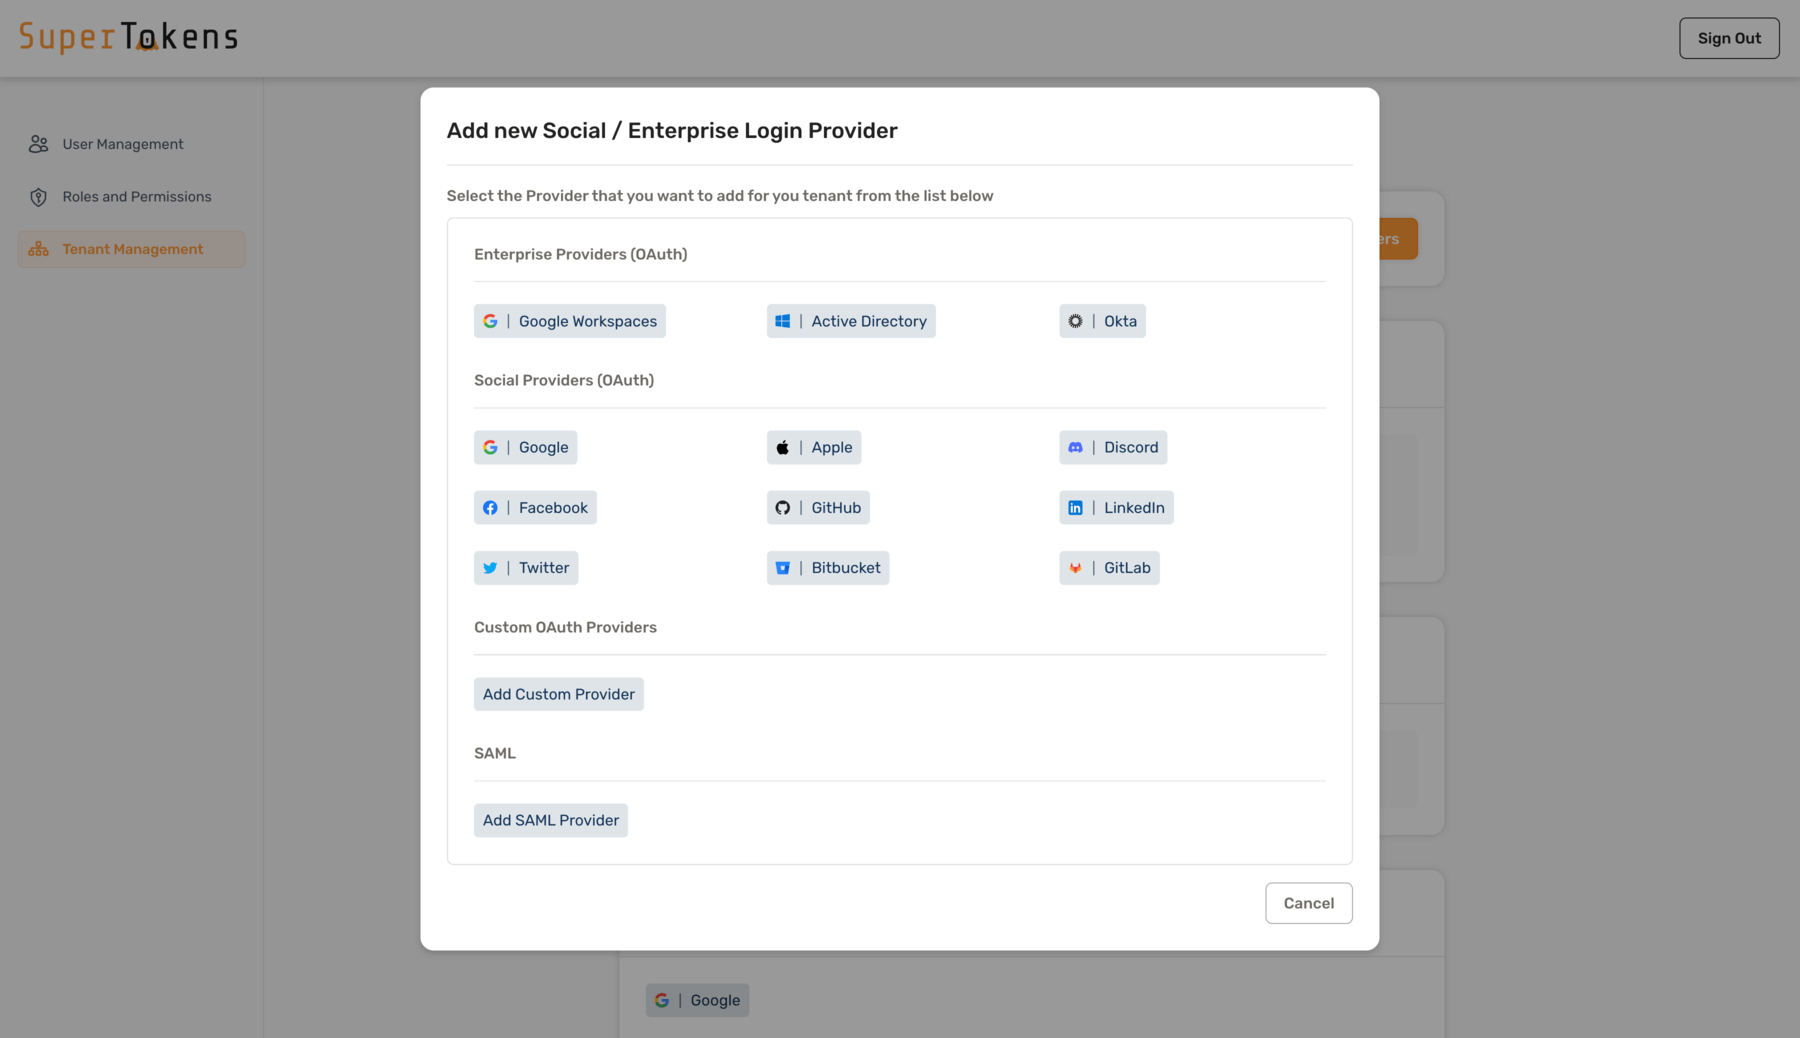 SuperTokens
Sign Out
User Management
Roles and Permissions
Tenant Management
Add new Social / Enterprise Login Provider
Select the Provider that you want to add for you tenant from the list below
Enterprise Providers (OAuth)
Google Workspaces
Active Directory
Okta
Social Providers (OAuth)
Google
Apple
Discord
Facebook
GitHub
LinkedIn
Twitter
Bitbucket
GitLab
Custom OAuth Providers
Add Custom Provider
SAML
Add SAML Provider
Cancel
Google